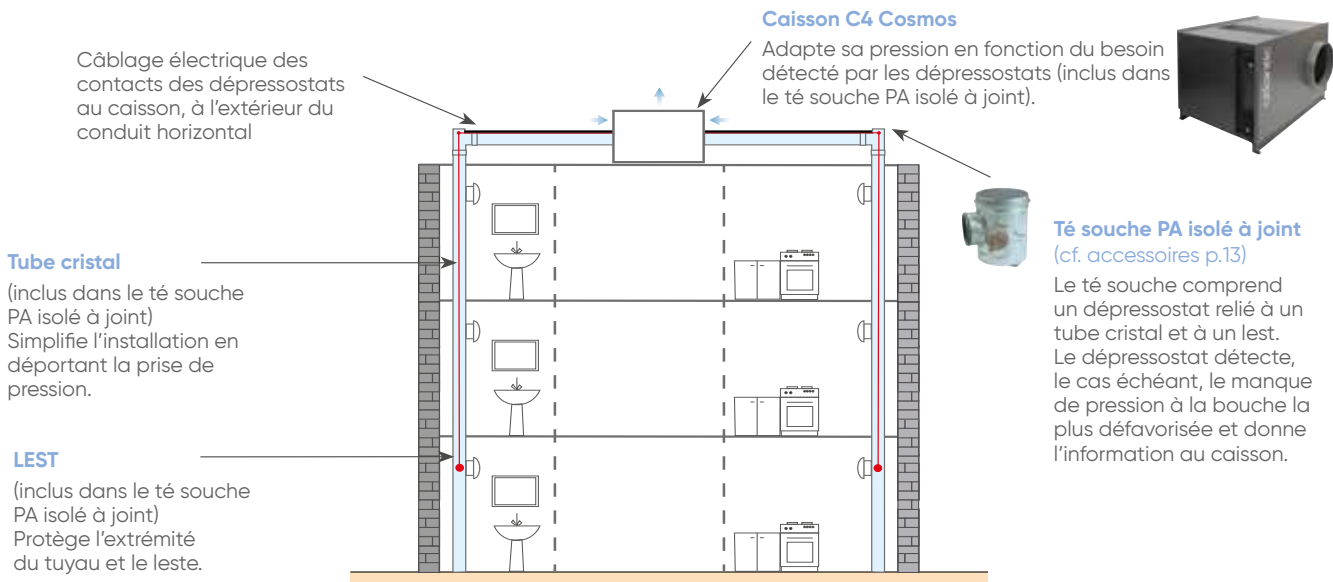 Caisson C4 Cosmos
Adapte sa pression en fonction du besoin
détecté par les dépressostats (inclus dans
le té souche PA isolé à joint).
Câblage électrique des
contacts des dépressostats
au caisson, à l’extérieur du
conduit horizontal
Tube cristal
(inclus dans le té souche
PA isolé à joint)
Simplifie l’installation en
déportant la prise de
pression.
LEST
(inclus dans le té souche
PA isolé à joint)
Protège l’extrémité
du tuyau et le leste.
Té souche PA isolé à joint
(cf. accessoires p.13)
Le té souche comprend
un dépressostat relié à un
tube cristal et à un lest.
Le dépressostat détecte,
le cas échéant, le manque
de pression à la bouche la
plus défavorisée et donne
l’information au caisson.